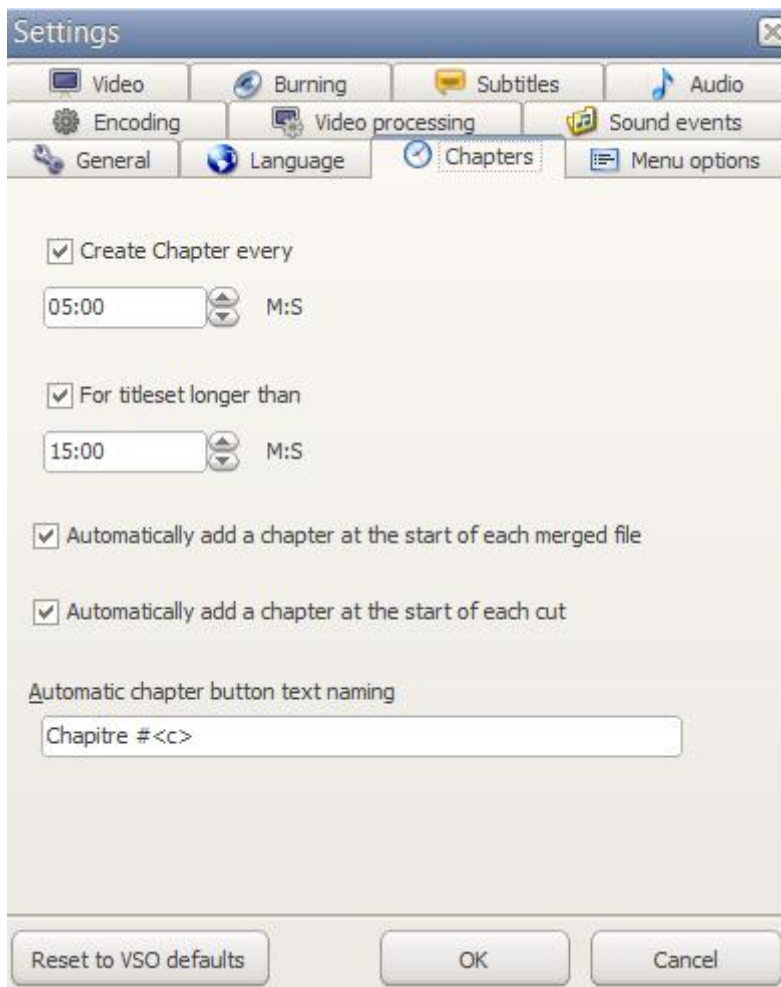 Settings
Video Burning Subtitles Audio
Encoding Video processing Sound events
General Language Chapters Menu options
Create Chapter every
05:00 M:S
For titleset longer than
15:00 M:S
Automatically add a chapter at the start of each merged file
Automatically add a chapter at the start of each cut
Automatic chapter button text naming
Chapitre #<c>
Reset to VSO defaults OK Cancel